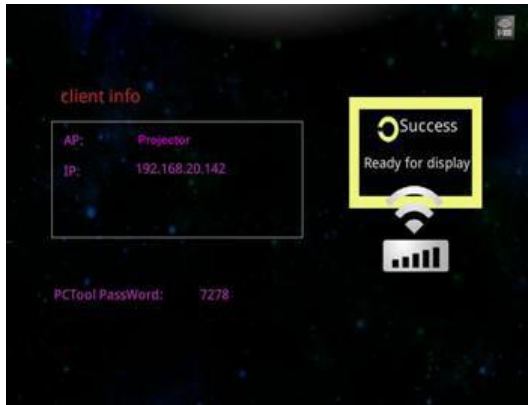 client info
AP: Projector
IP: 192.168.20.142
Success
Ready for display
PCTool PassWord: 7278